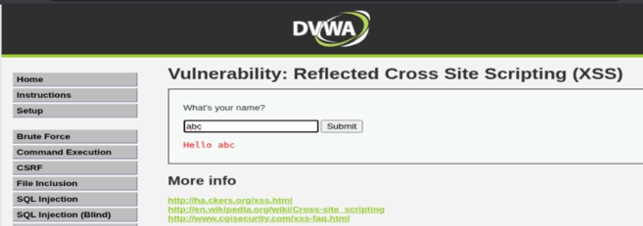 DVWA
Home
Instructions
Setup
Brute Force
Command Execution
CSRF
File Inclusion
SQL Injection
SQL Injection (Blind)
Vulnerability: Reflected Cross Site Scripting (XSS)
What's your name?
abc Submit
Hello abc
More info
http://ha.ckers.org/xss.html
http://en.wikipedia.org/wiki/Cross-site_scripting
http://www.cgisecurity.com/xss-faq.html